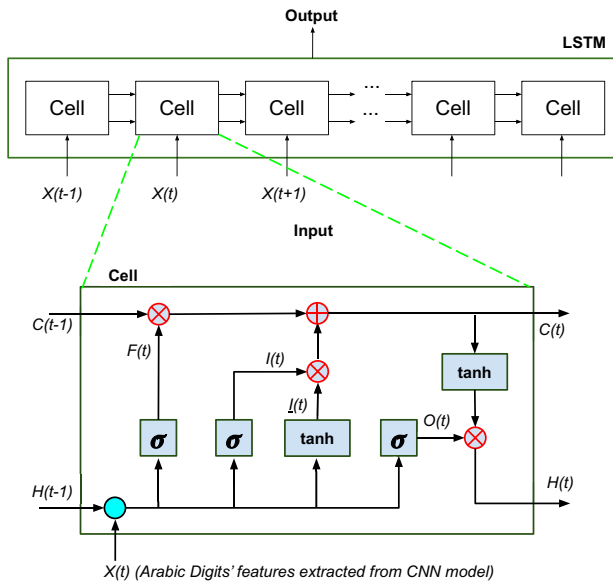 Output
LSTM
Cell Cell Cell ... ... Cell Cell
X(t-1) X(t) X(t+1)
Input
Cell
C(t-1) C(t)
F(t) I(t) tanh
I(t) O(t)
σ σ tanh σ
H(t-1) H(t)
X(t) (Arabic Digits' features extracted from CNN model)